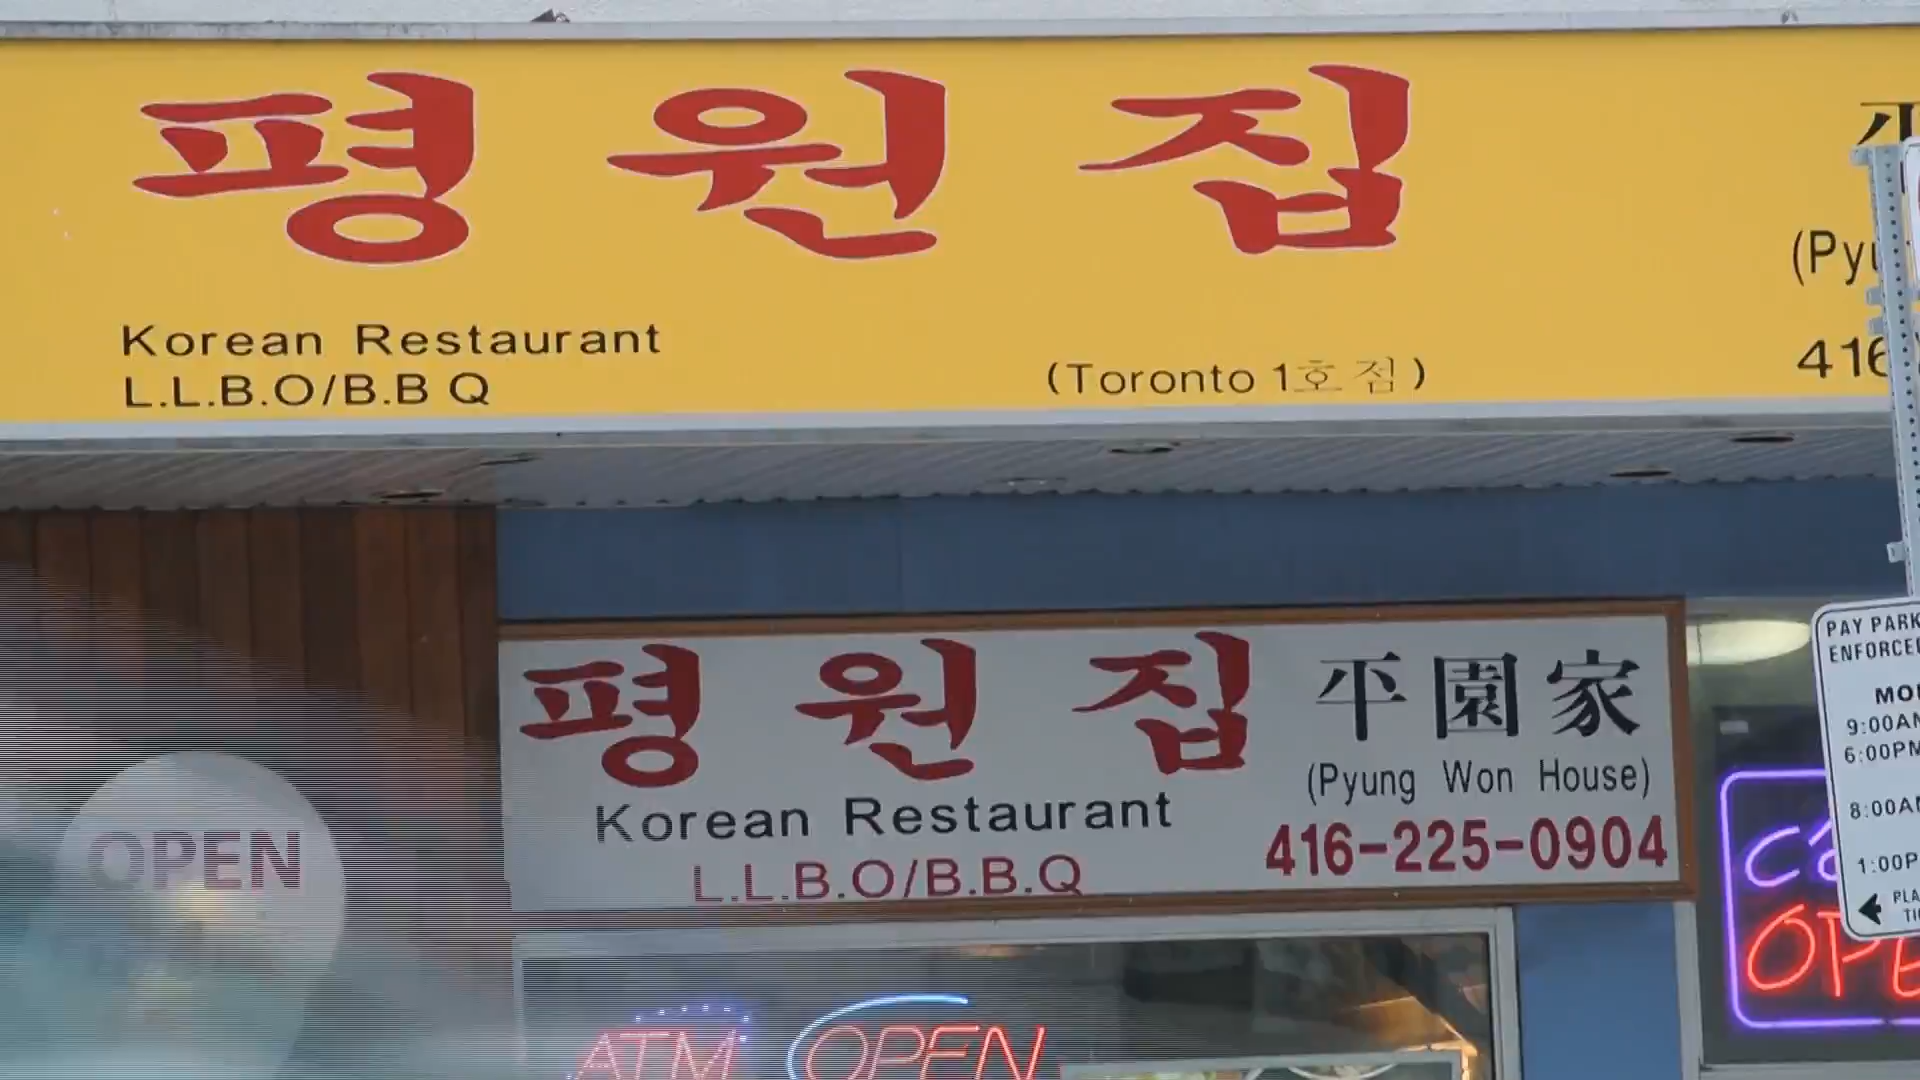 평원집
Korean Restaurant
L.L.B.O/B.B Q
(Toronto 1호점)
416
평원집 平園家
(Pyung Won House)
Korean Restaurant
416-225-0904
L.L.B.O/B.B.Q
OPEN
ATM OPEN
PAY PARK
9:00AM
6:00PM
8:00AM
1:00P